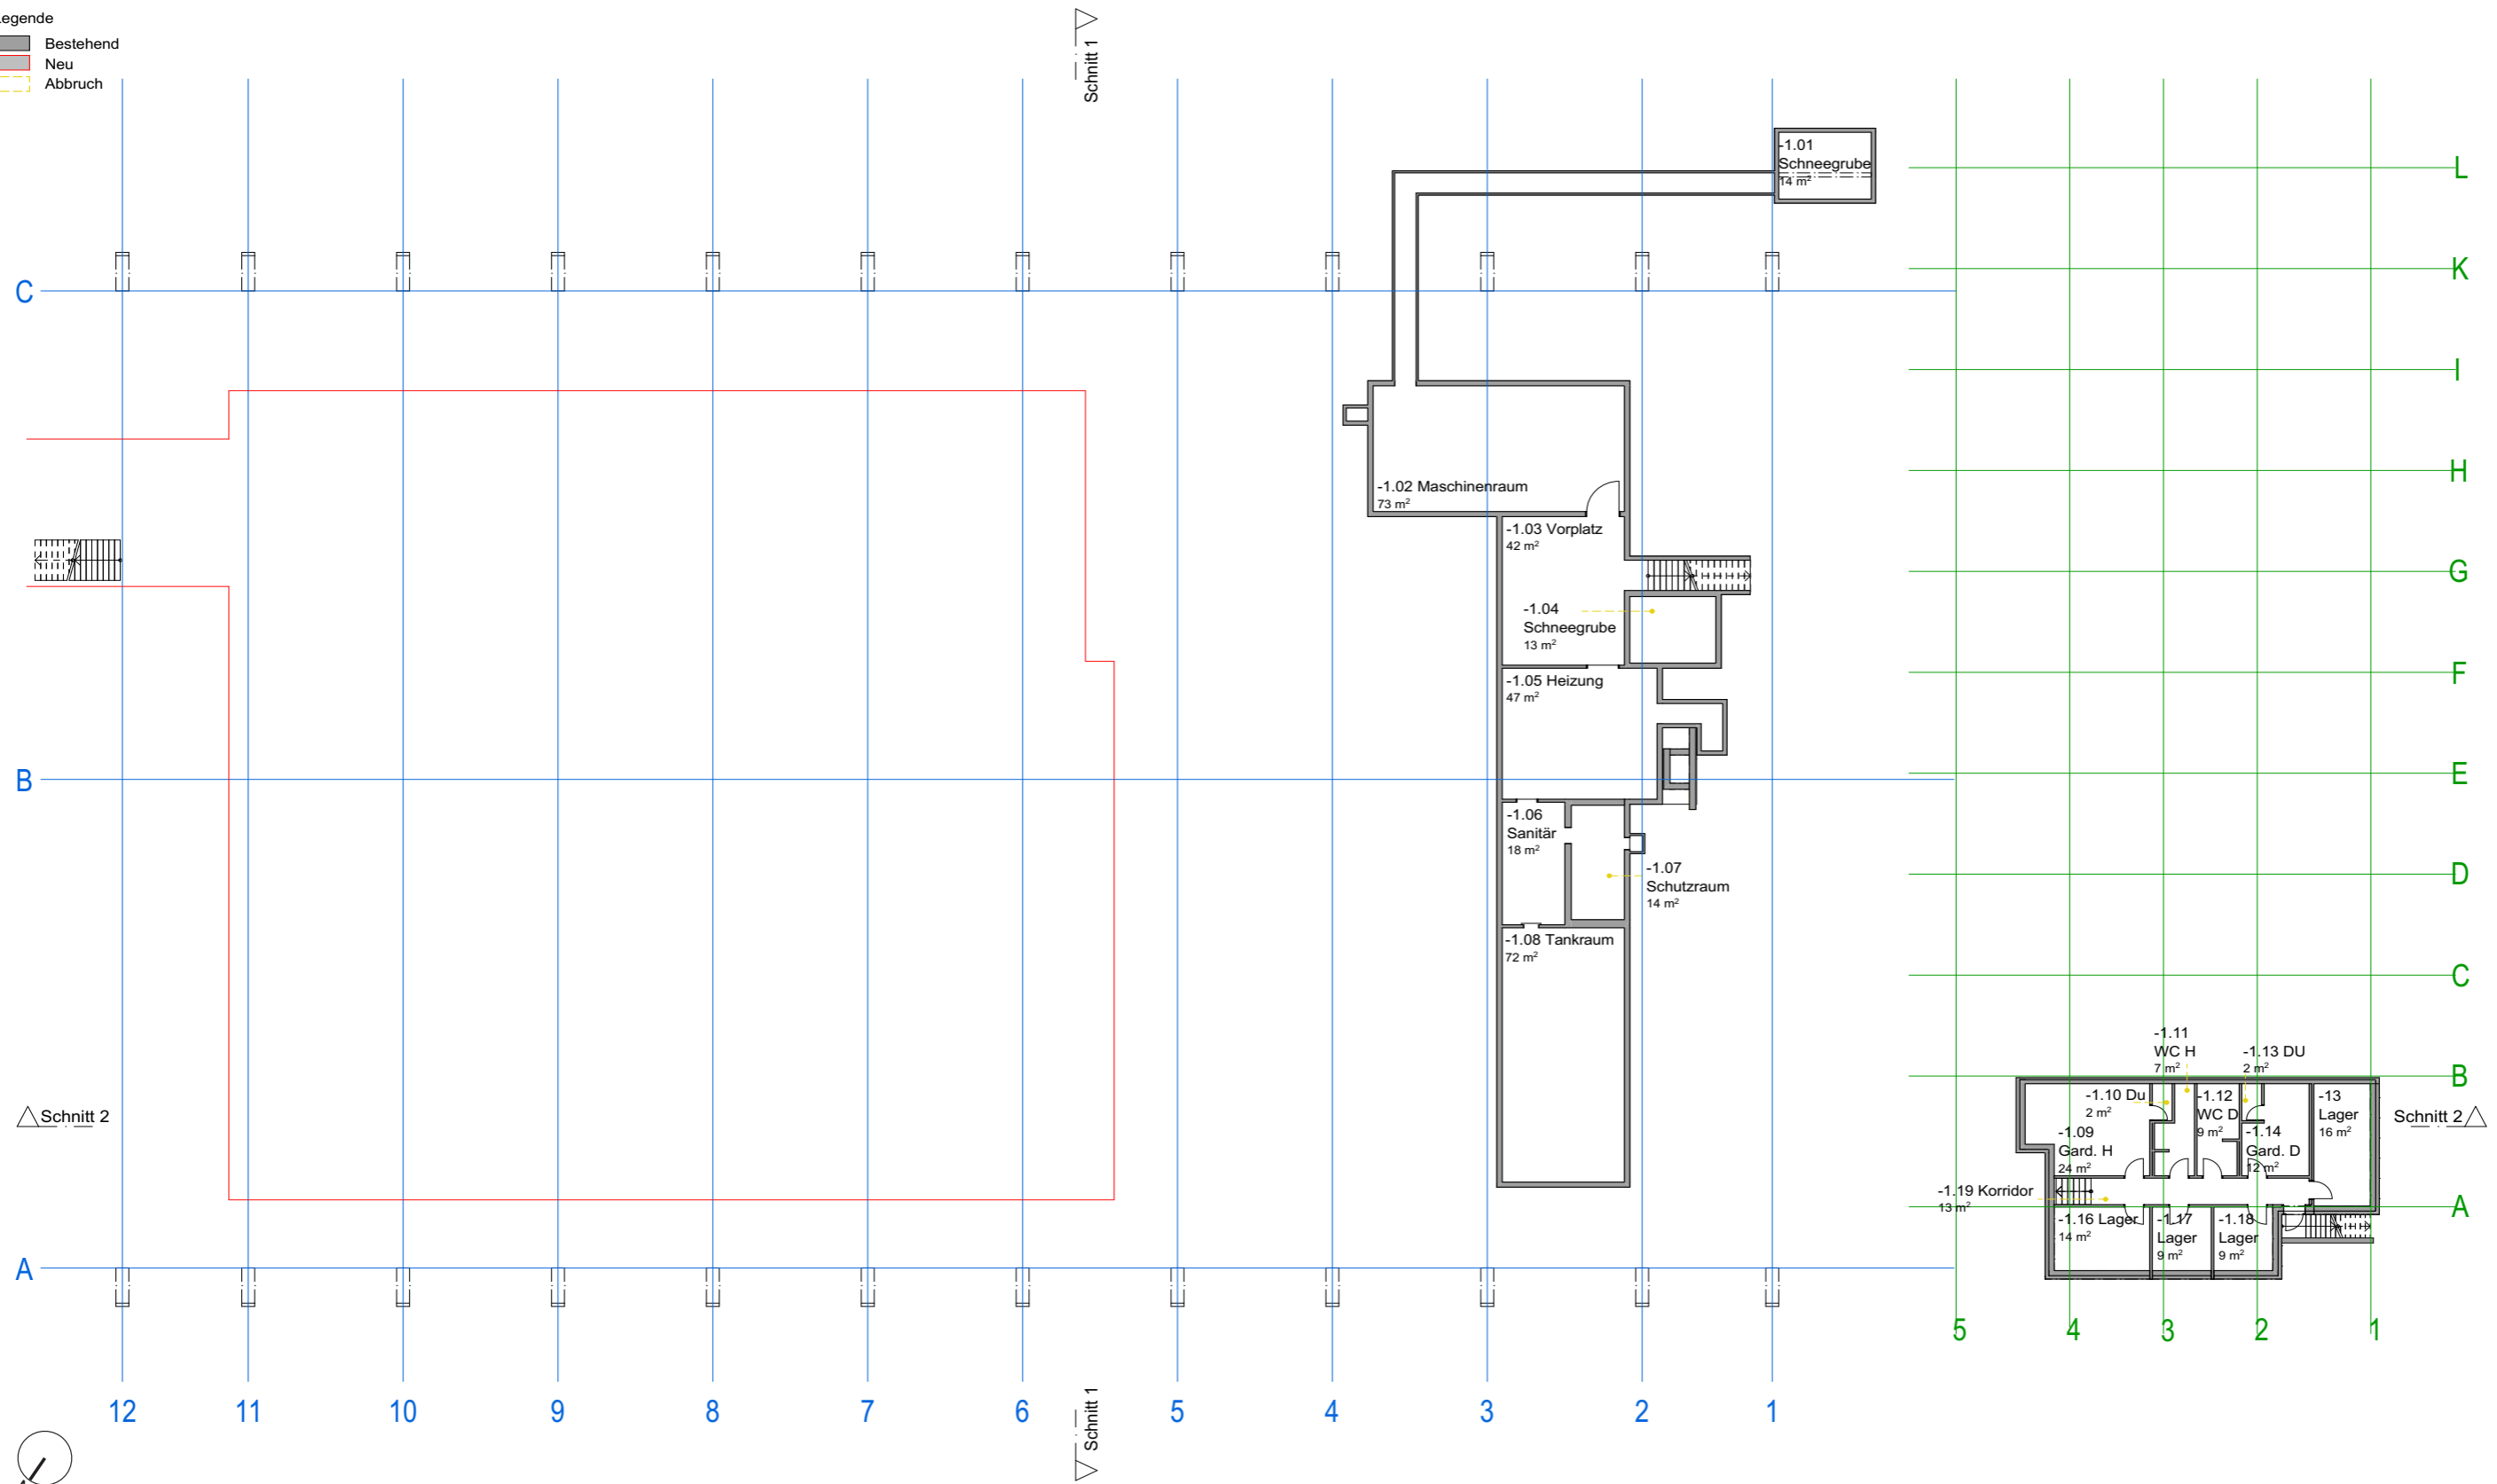 Legende
Bestehend
Neu
Abbruch
Schnitt 1
-1.01
Schneegrube
14 m²
L
K
C
I
H
-1.02 Maschinenraum
73 m²
-1.03 Vorplatz
42 m²
G
-1.04
Schneegrube
13 m²
F
-1.05 Heizung
47 m²
B
E
-1.06
Sanitär
18 m²
-1.07
Schutzraum
14 m²
D
-1.08 Tankraum
72 m²
C
-1.11
WC H
7 m²
-1.13 DU
2 m²
B
-1.10 Du
2 m²
-1.12
WC D
9 m²
-13
Lager
16 m²
Schnitt 2
Schnitt 2
-1.09
Gard. H
24 m²
-1.14
Gard. D
12 m²
-1.19 Korridor
13 m²
A
-1.16 Lager
14 m²
-1.17
Lager
9 m²
-1.18
Lager
9 m²
A
5 4 3 2 1
12 11 10 9 8 7 6 5 4 3 2 1
Schnitt 1